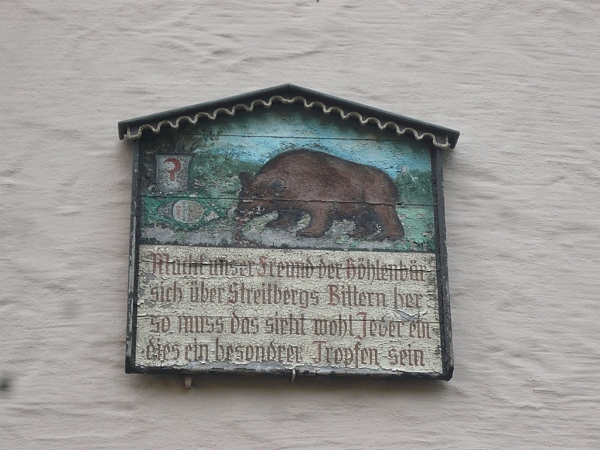 ?
Macht unser Freund der Höhlenbär
sich über Streitbergs Bittern her
so muss das sieht wohl Jeder ein
dies ein besondrer Tropfen sein